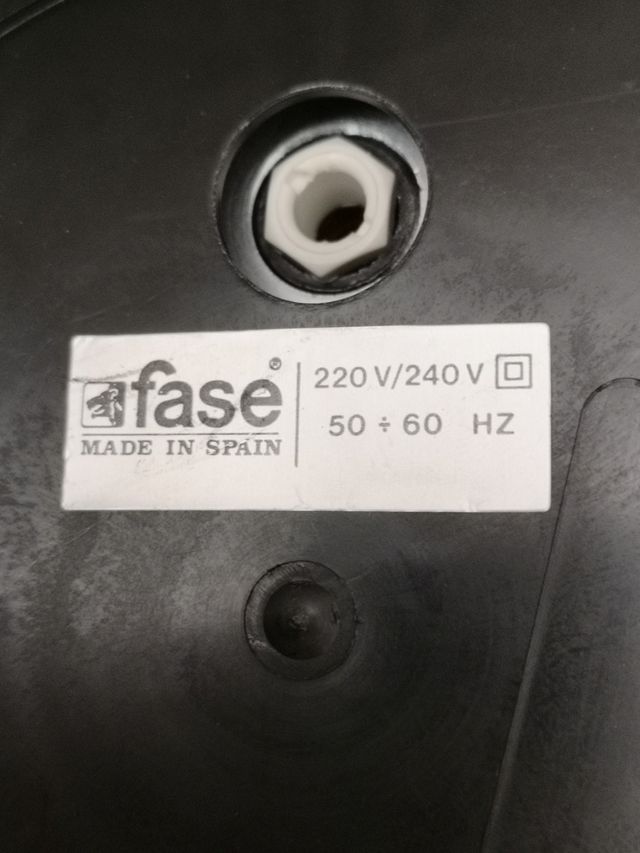 fase®
MADE IN SPAIN
220 V/240 V
50 ÷ 60 HZ